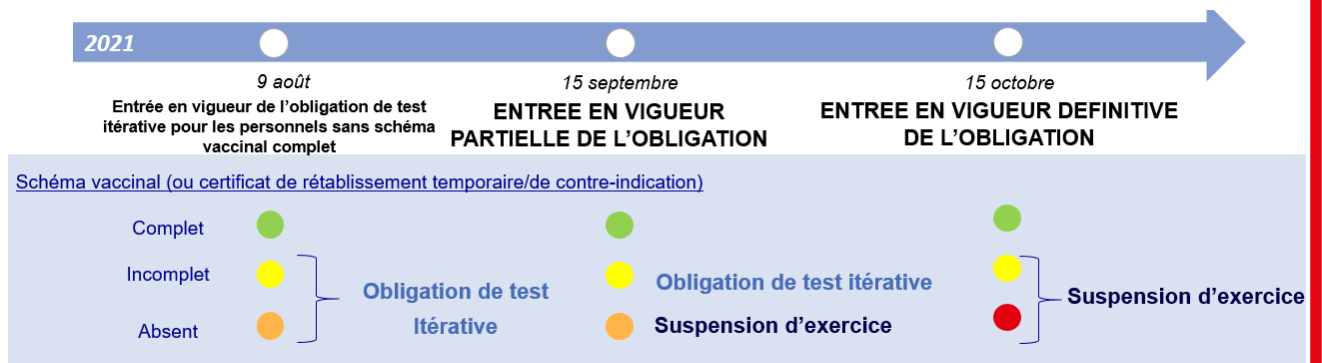 2021
9 août
Entrée en vigueur de l'obligation de test
itérative pour les personnels sans schéma
vaccinal complet
15 septembre
ENTREE EN VIGUEUR
PARTIELLE DE L'OBLIGATION
15 octobre
ENTREE EN VIGUEUR DEFINITIVE
DE L'OBLIGATION
Schéma vaccinal (ou certificat de rétablissement temporaire/de contre-indication)
Complet
Incomplet
Absent
Obligation de test
Itérative
Obligation de test itérative
Suspension d'exercice
Suspension d'exercice